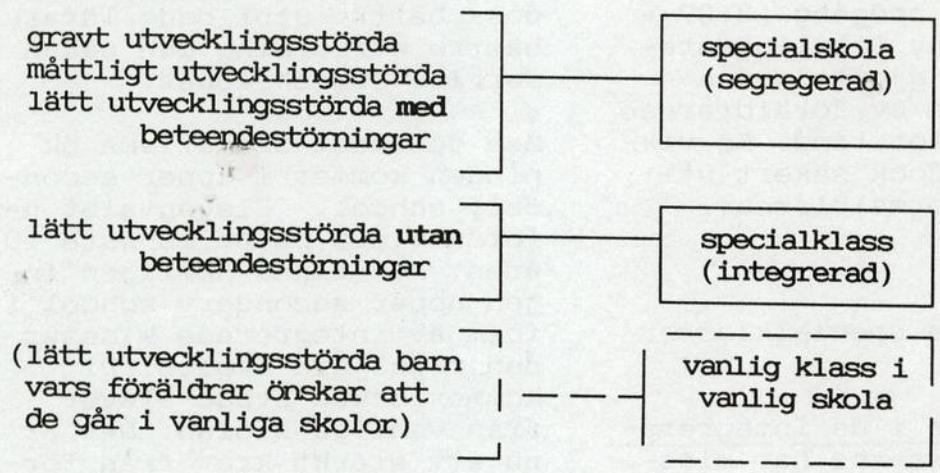 gravt utvecklingsstörda
måttligt utvecklingsstörda
lätt utvecklingsstörda med
beteendestörningar
specialskola
(segregerad)
lätt utvecklingsstörda utan
beteendestörningar
specialklass
(integrerad)
(lätt utvecklingsstörda barn
vars föräldrar önskar att
de går i vanliga skolor)
vanlig klass i
vanlig skola